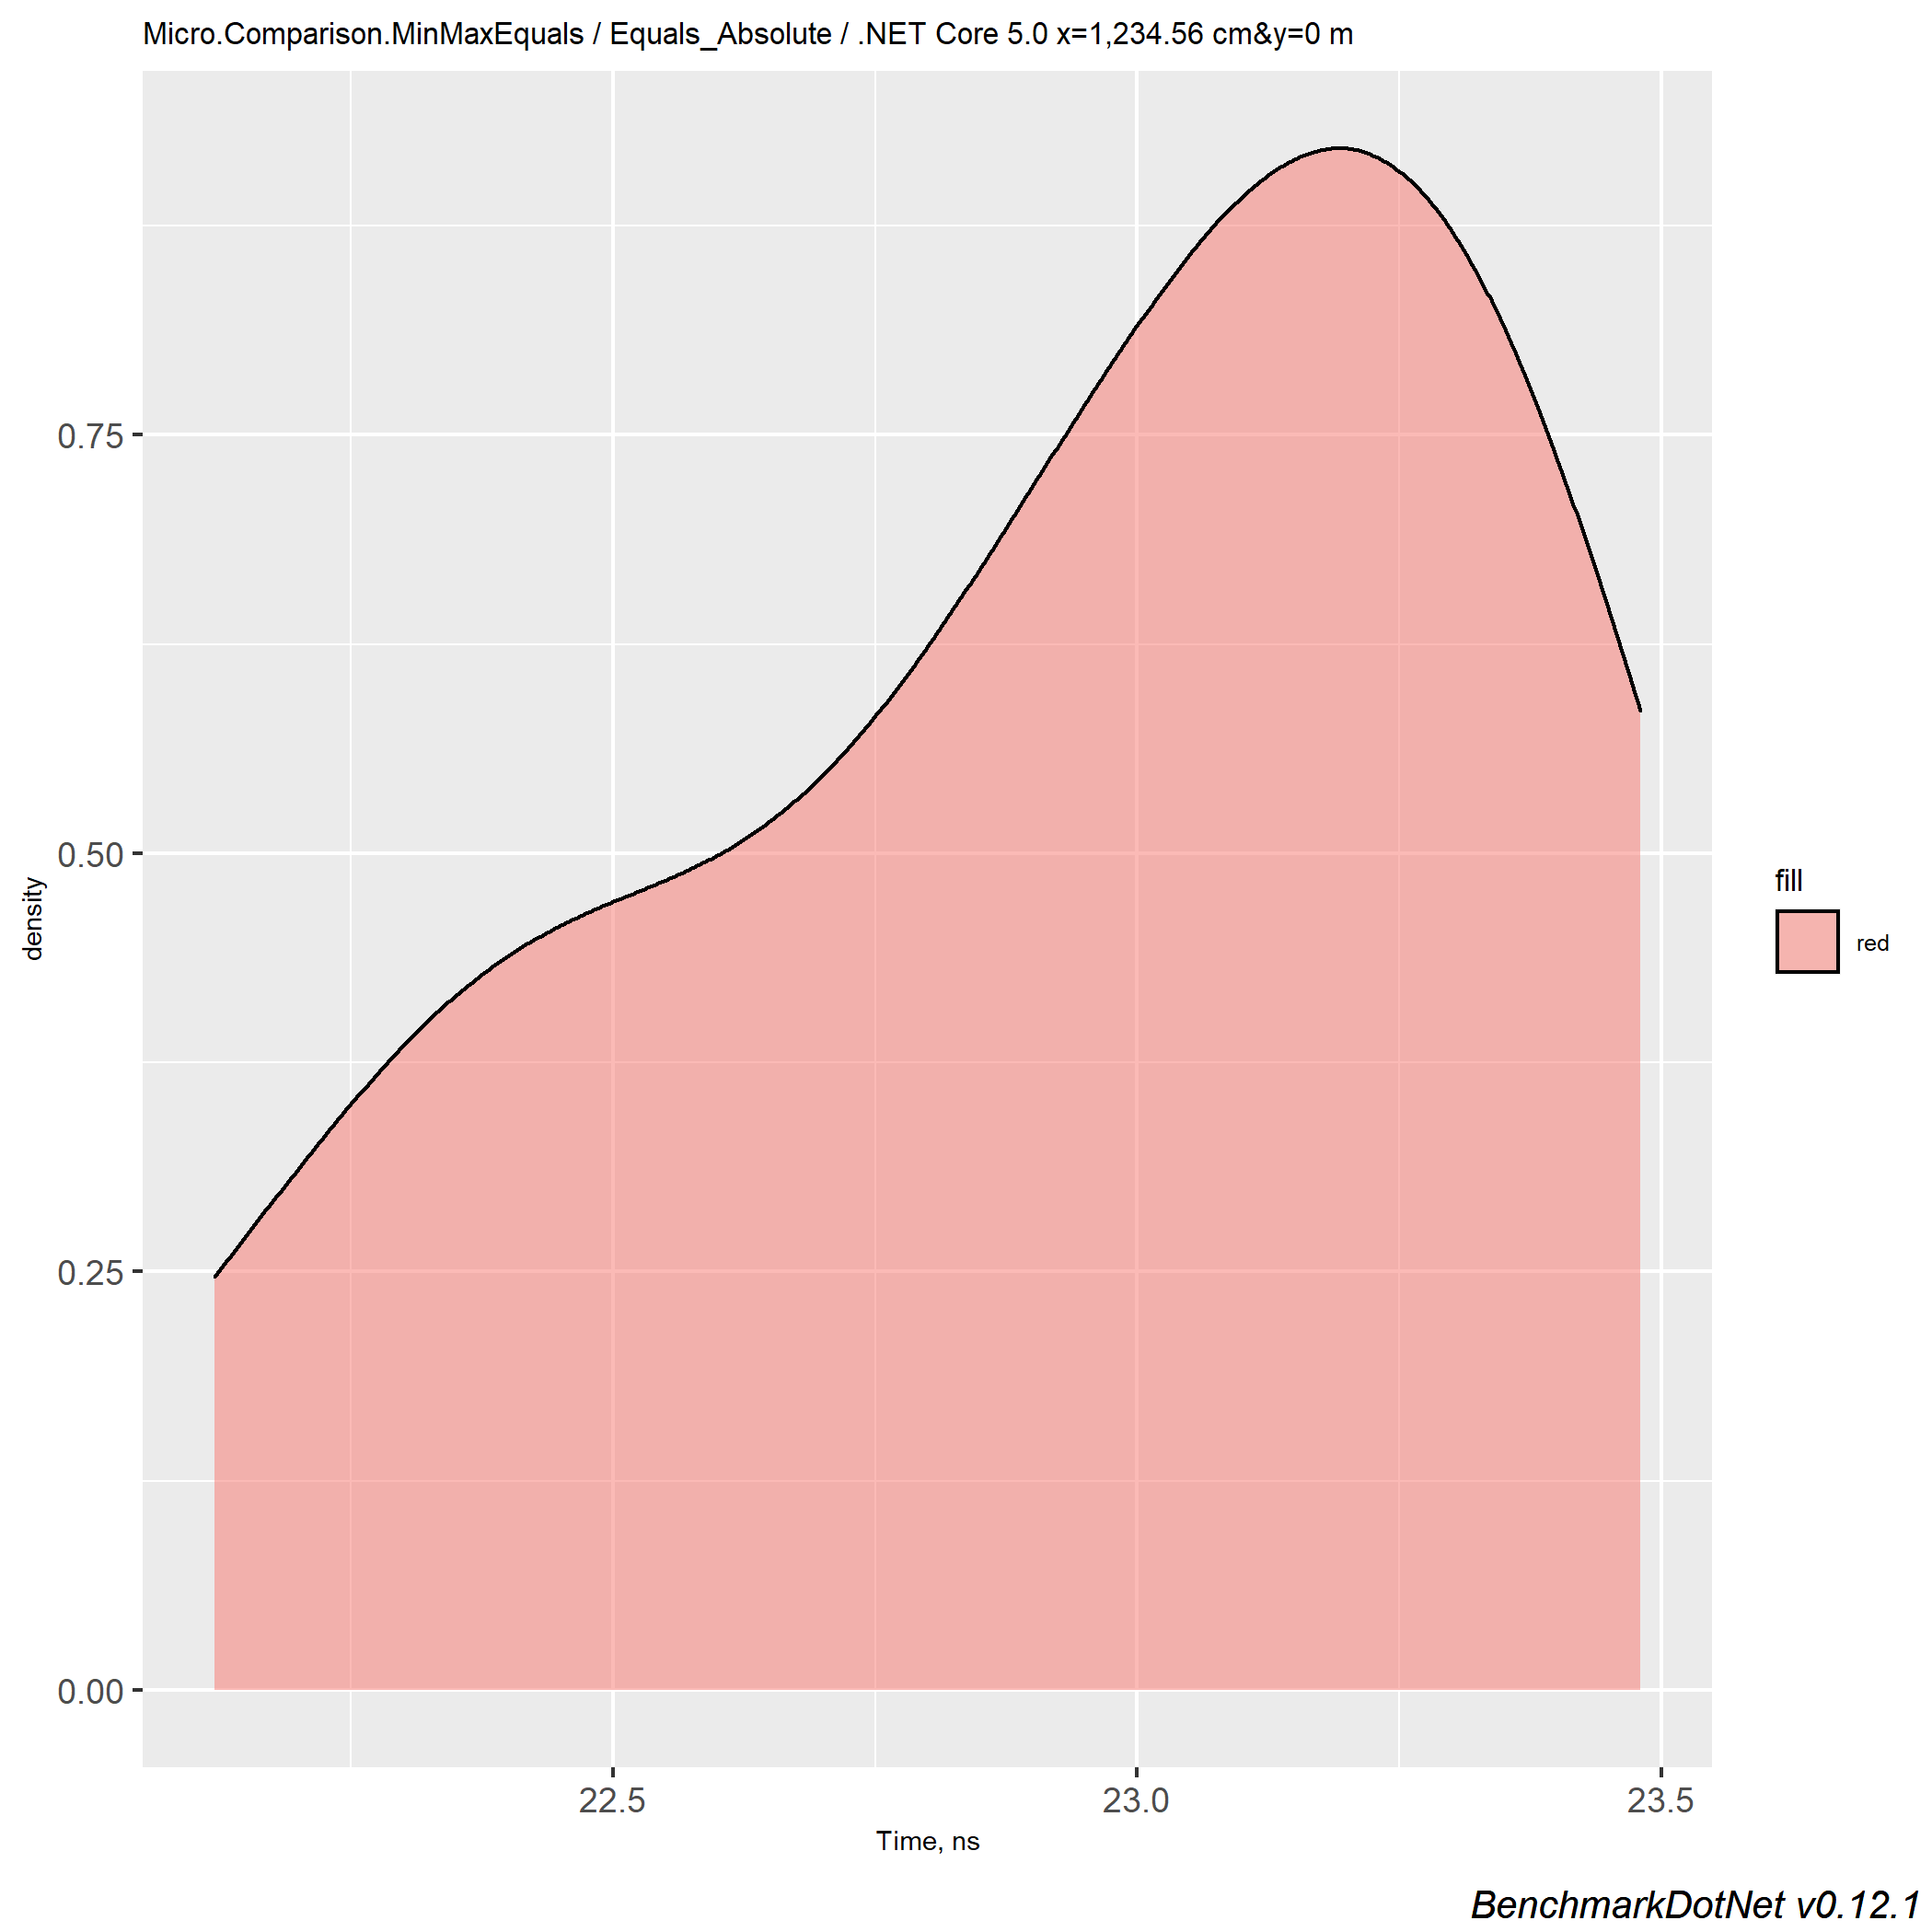 Micro.Comparison.MinMaxEquals / Equals_Absolute / .NET Core 5.0 x=1,234.56 cm&y=0 m
0.75
0.50
0.25
0.00
density
22.5 23.0 23.5
Time, ns
fill
red
BenchmarkDotNet v0.12.1